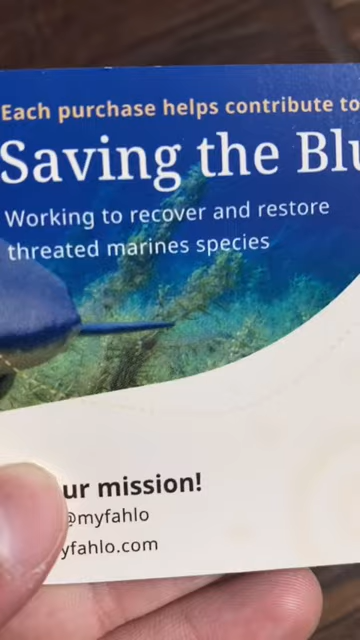 Each purchase helps contribute to
Saving the Blu
Working to recover and restore
threated marines species
ur mission!
@myfahlo
yfahlo.com